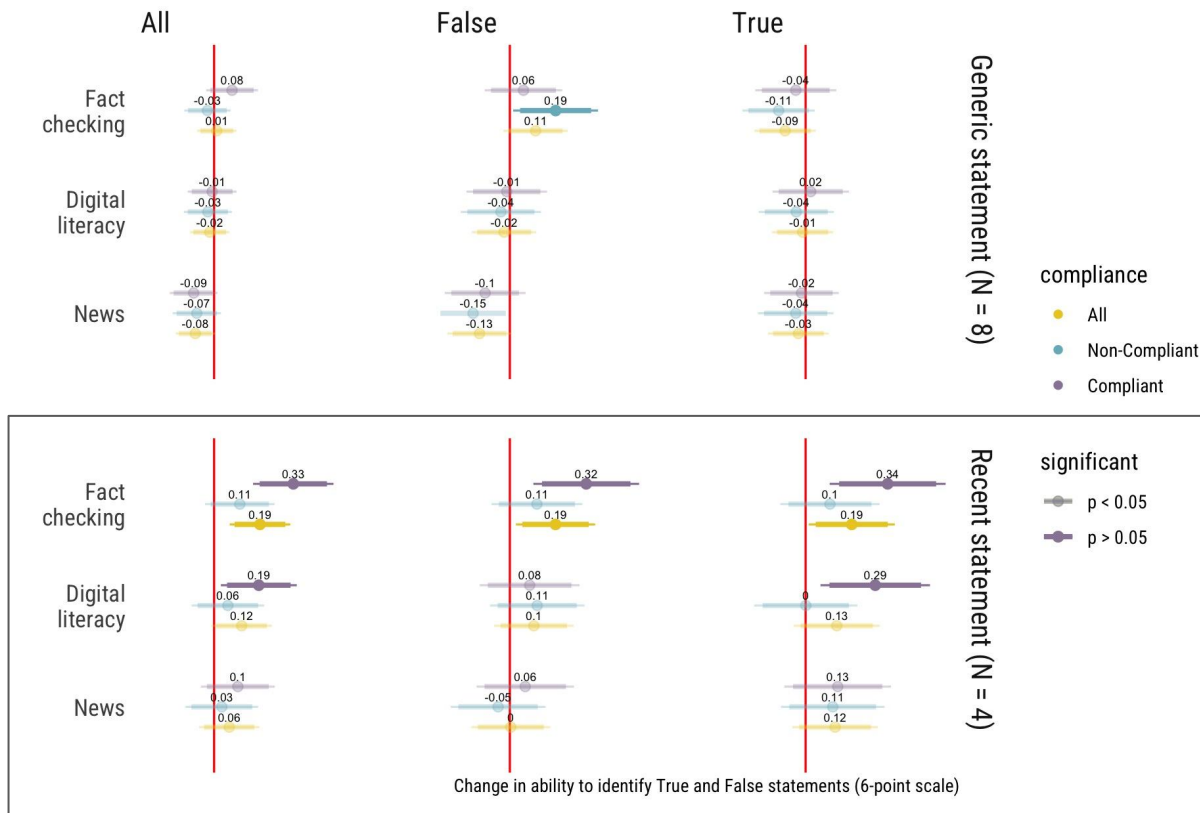 All False True
0.08 0.06 -0.04
Fact
checking
-0.03 0.19 -0.11
0.01 0.11 -0.09
-0.01 -0.01 0.02
Digital
literacy
-0.03 -0.04 -0.04
-0.02 -0.02 -0.01
-0.09 -0.1 -0.02
News
-0.07 -0.15 -0.04
-0.08 -0.13 -0.03
Generic statement (N = 8)
compliance
All
Non-Compliant
Compliant
0.33 0.32 0.34
Fact
checking
0.11 0.11 0.1
0.19 0.19 0.19
0.19 0.08 0.29
Digital
literacy
0.06 0.11 0
0.12 0.1 0.13
0.1 0.06 0.13
News
0.03 -0.05 0.11
0.06 0 0.12
Recent statement (N = 4)
significant
p < 0.05
p > 0.05
Change in ability to identify True and False statements (6-point scale)